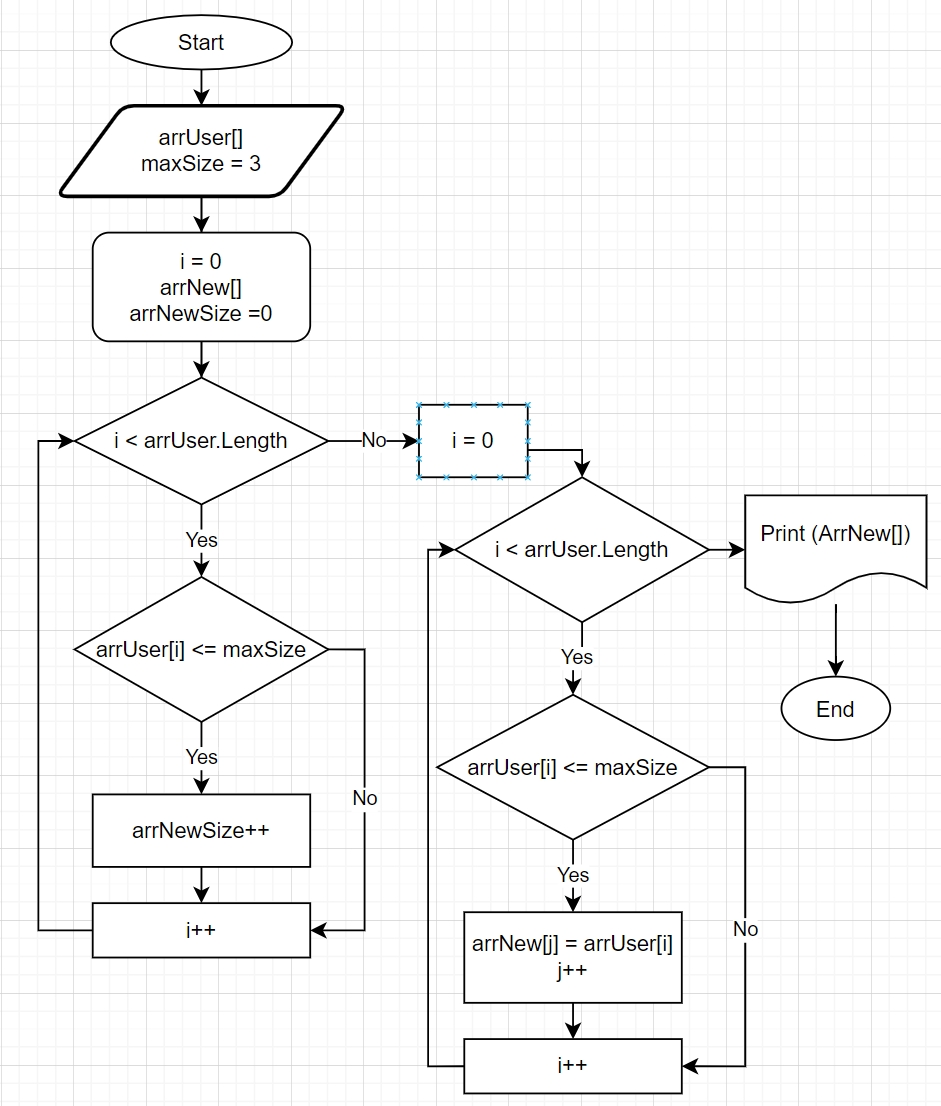 Start
arrUser[]
maxSize = 3
i = 0
arrNew[]
arrNewSize =0
i < arrUser.Length
No
i = 0
Yes
arrUser[i] <= maxSize
Yes
No
arrNewSize++
i++
i < arrUser.Length
Print (ArrNew[])
End
Yes
arrUser[i] <= maxSize
Yes
No
arrNew[j] = arrUser[i]
j++
i++